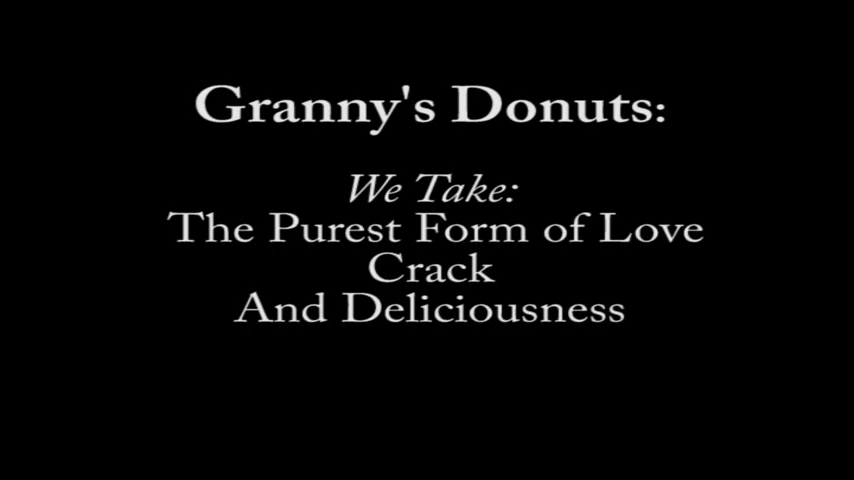 Granny's Donuts:
We Take:
The Purest Form of Love
Crack
And Deliciousness